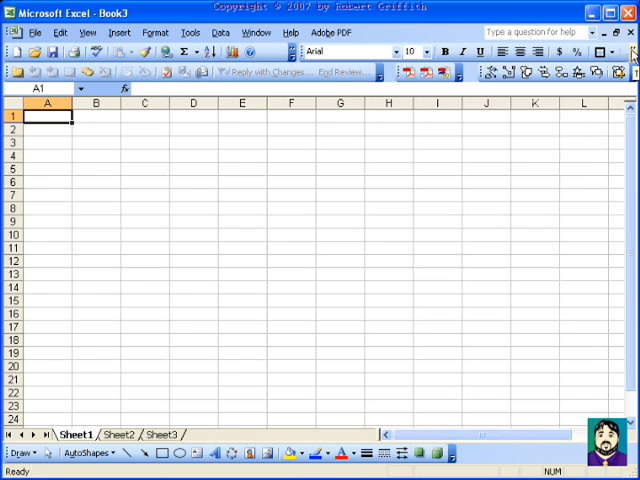 Copyright © 2007 by Robert Griffith
Microsoft Excel - Book3
File Edit View Insert Format Tools Data Window Help Adobe PDF
Type a question for help
Arial 10 B I U $ %
Reply with Changes... End Review...
A1 fx
A B C D E F G H I J K L
1
2
3
4
5
6
7
8
9
10
11
12
13
14
15
16
17
18
19
20
21
22
23
24
Sheet1 Sheet2 Sheet3
Draw AutoShapes
Ready NUM